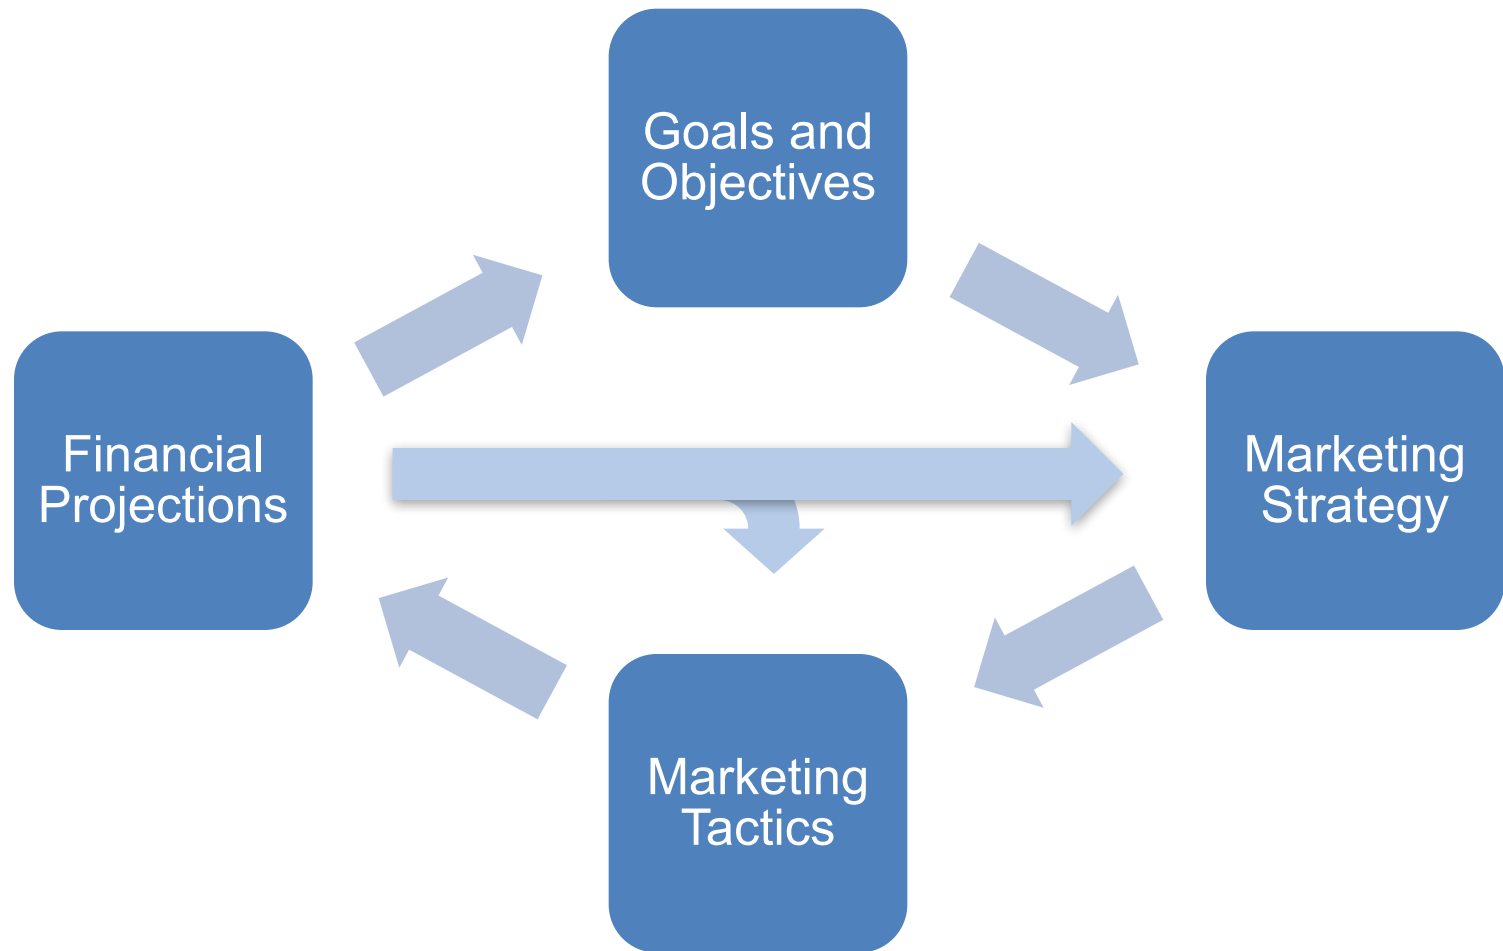 Goals and
Objectives
Financial
Projections
Marketing
Strategy
Marketing
Tactics